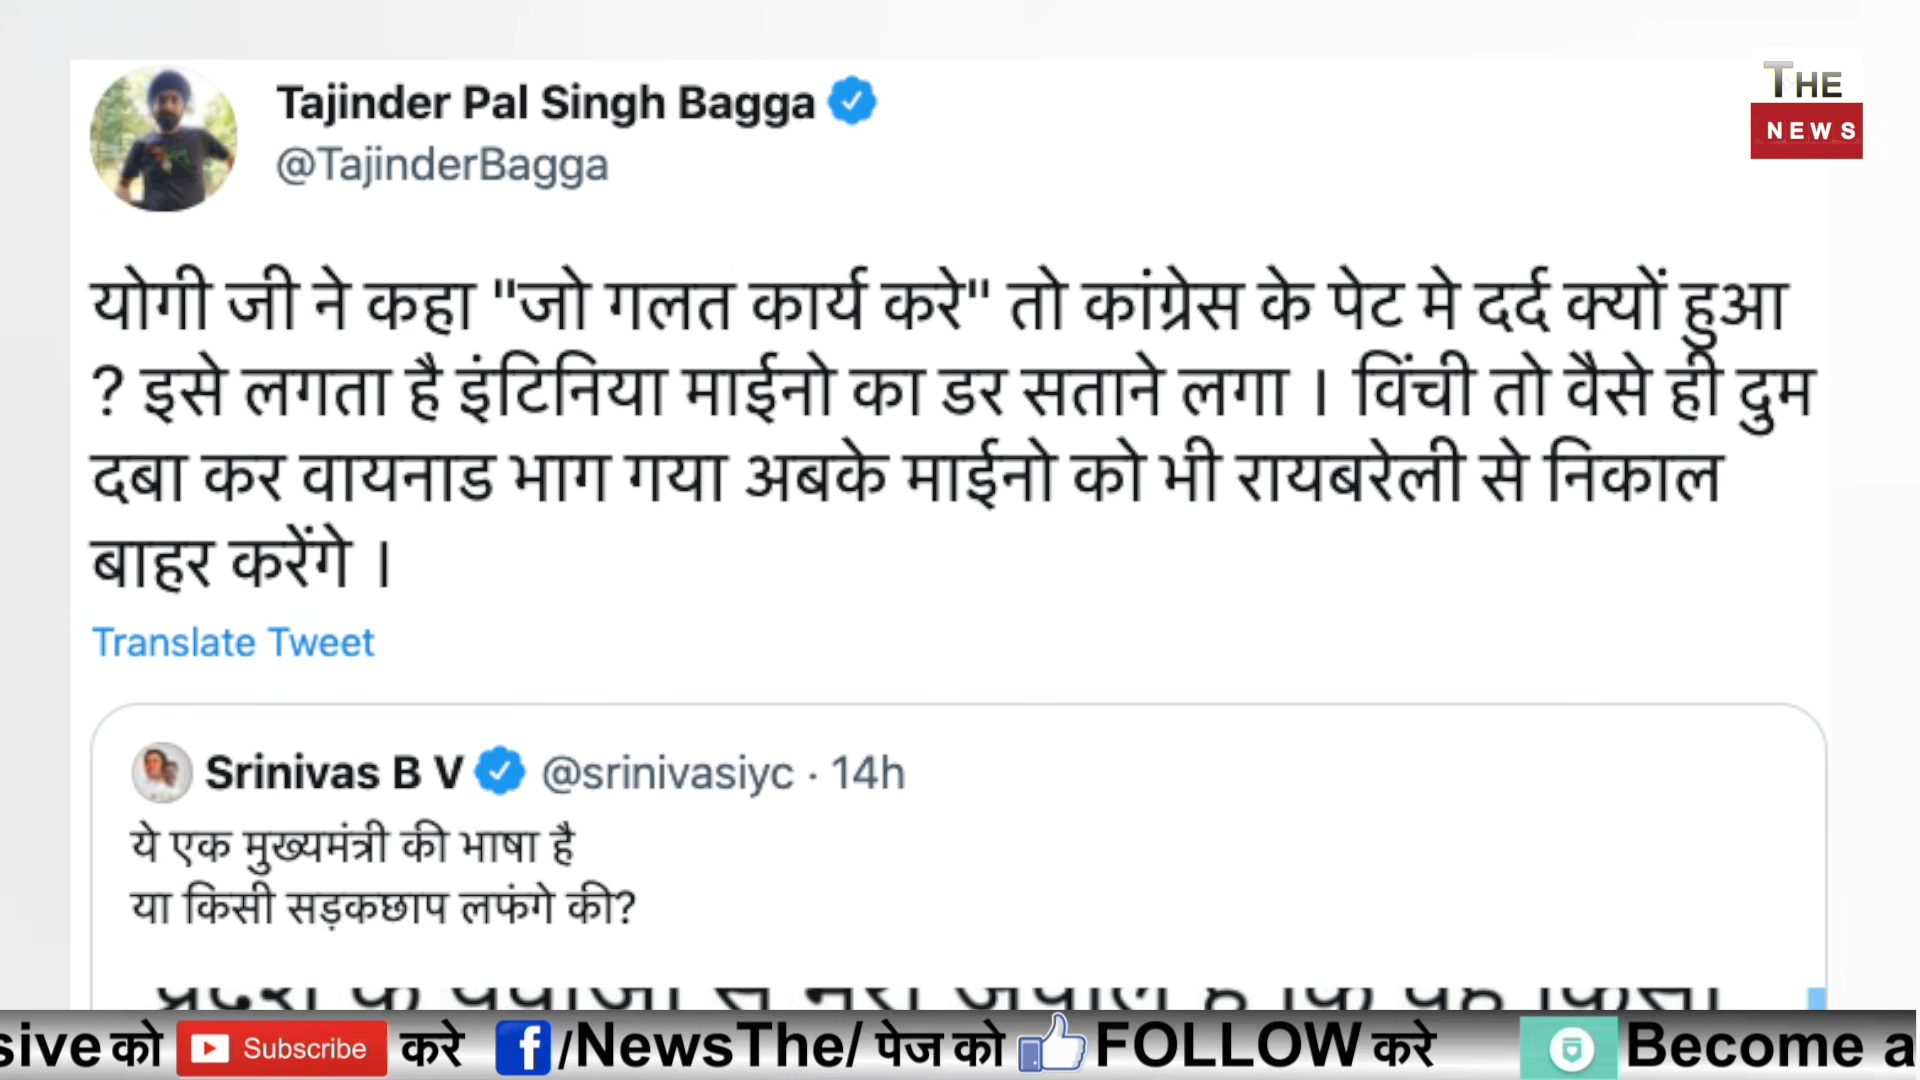 Tajinder Pal Singh Bagga
@TajinderBagga
THE
NEWS
योगी जी ने कहा "जो गलत कार्य करे" तो कांग्रेस के पेट मे दर्द क्यों हुआ
? इसे लगता है इंटिनिया माईनो का डर सताने लगा । विंची तो वैसे ही दुम
दबा कर वायनाड भाग गया अबके माईनो को भी रायबरेली से निकाल
बाहर करेंगे ।
Translate Tweet
Srinivas B V @srinivasiyc · 14h
ये एक मुख्यमंत्री की भाषा है
या किसी सड़कछाप लफंगे की?
sive को Subscribe करे f/NewsThe/ पेज को FOLLOW करे Become a